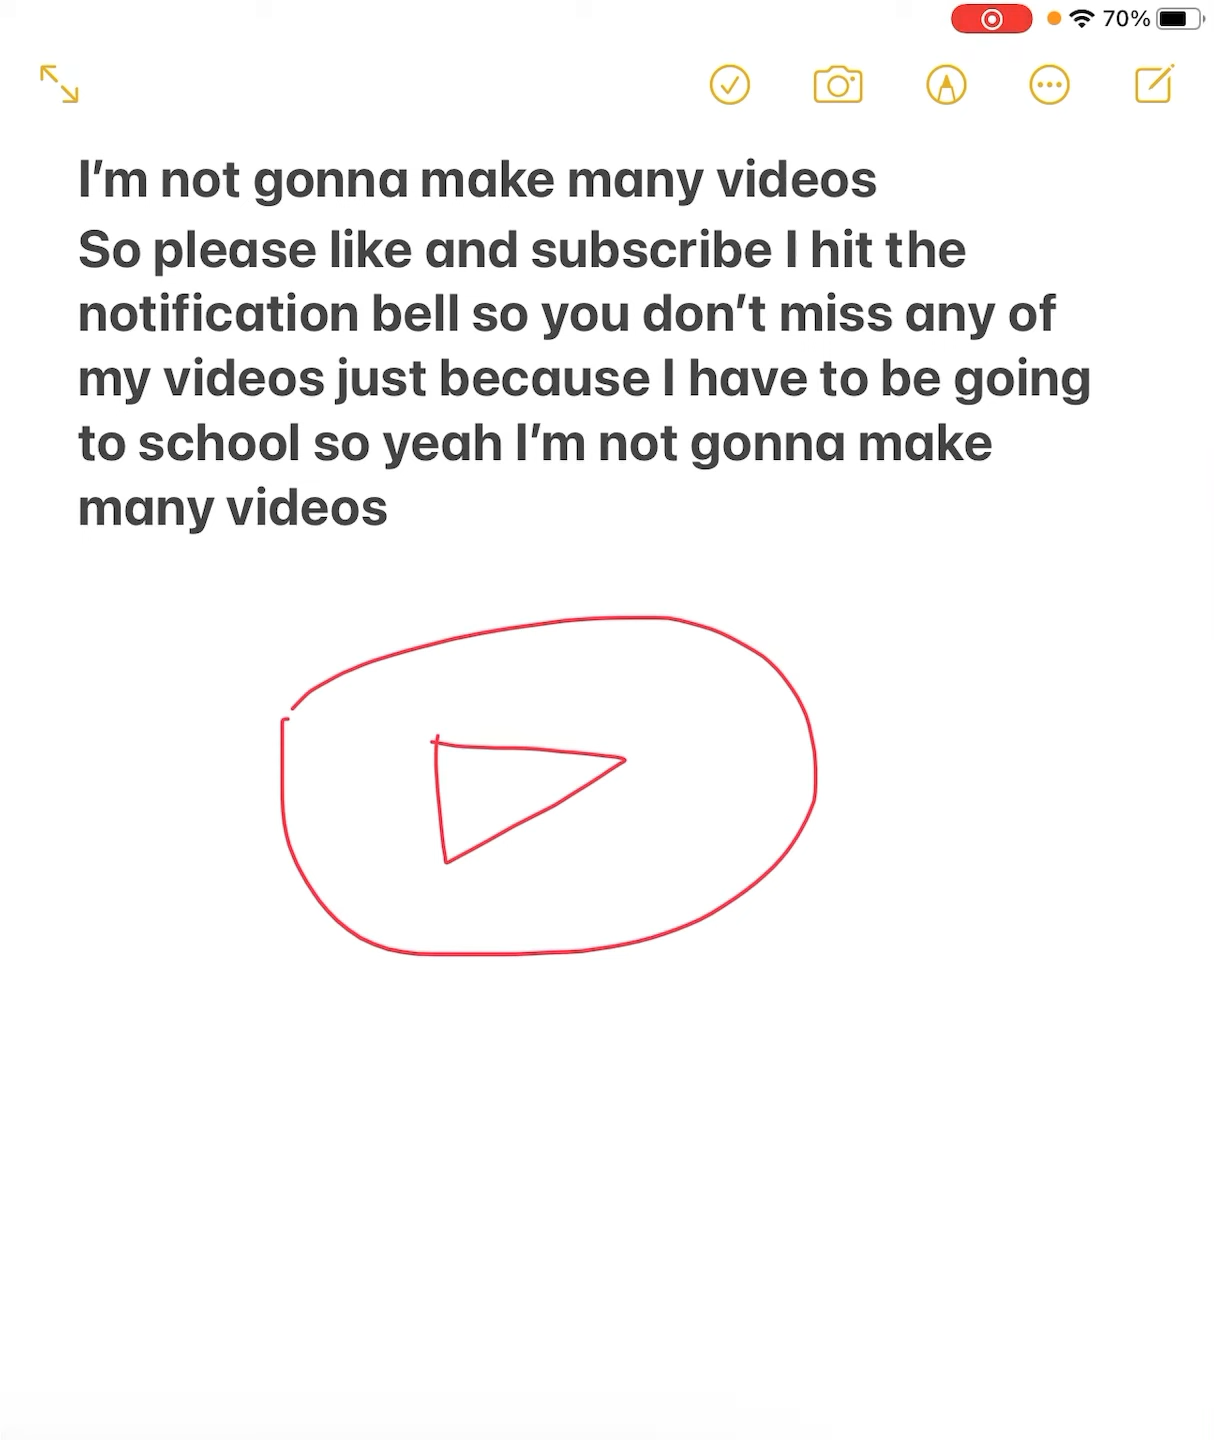 70%
I'm not gonna make many videos
So please like and subscribe I hit the
notification bell so you don't miss any of
my videos just because I have to be going
to school so yeah I'm not gonna make
many videos